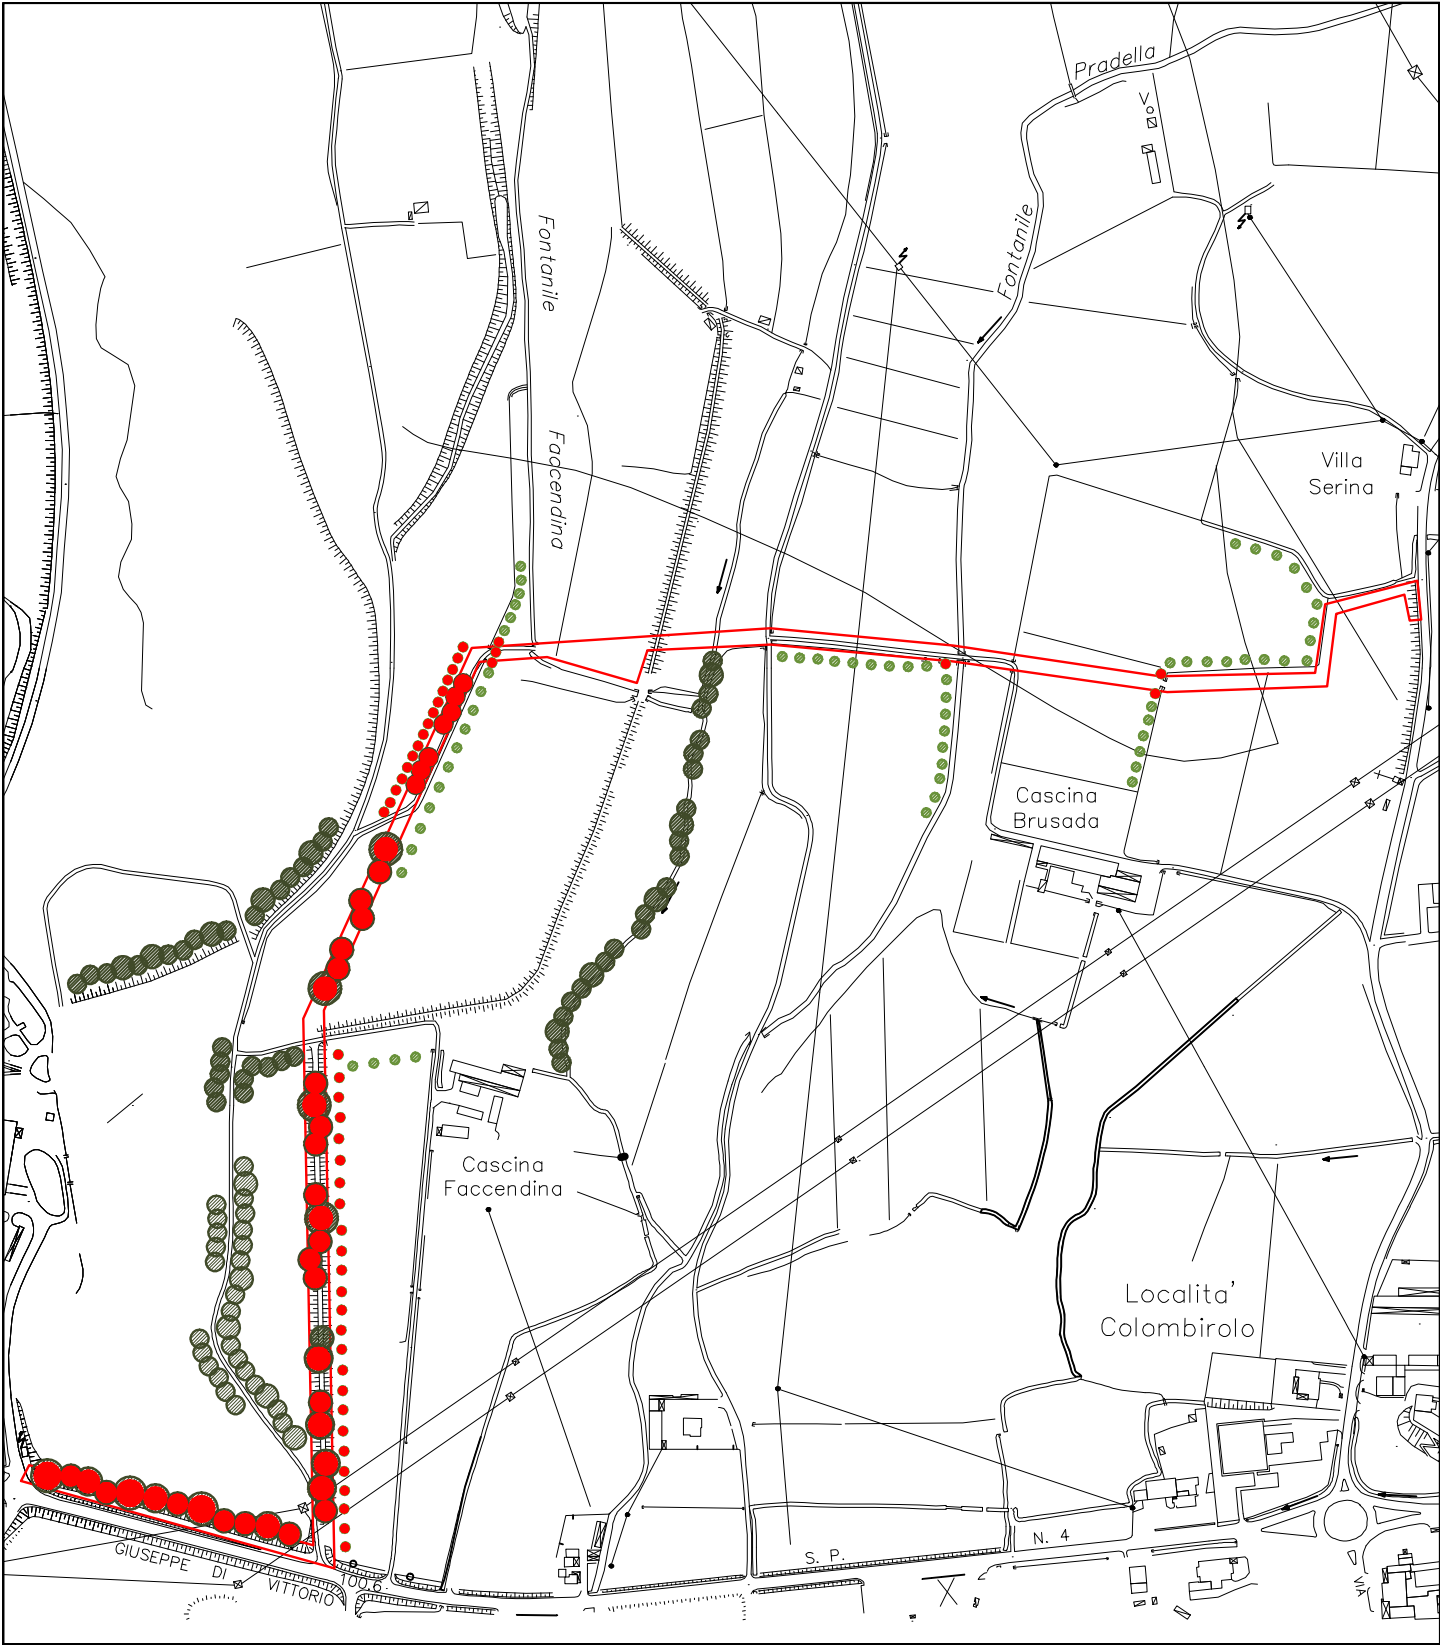 Pradella
V.
Fontanile
Fontanile
Faccendina
Villa
Serina
Cascina
Brusada
Cascina
Faccendina
Localita'
Colombirolo
GIUSEPPE DI VITTORIO
100.6
S. P. N. 4
VIA